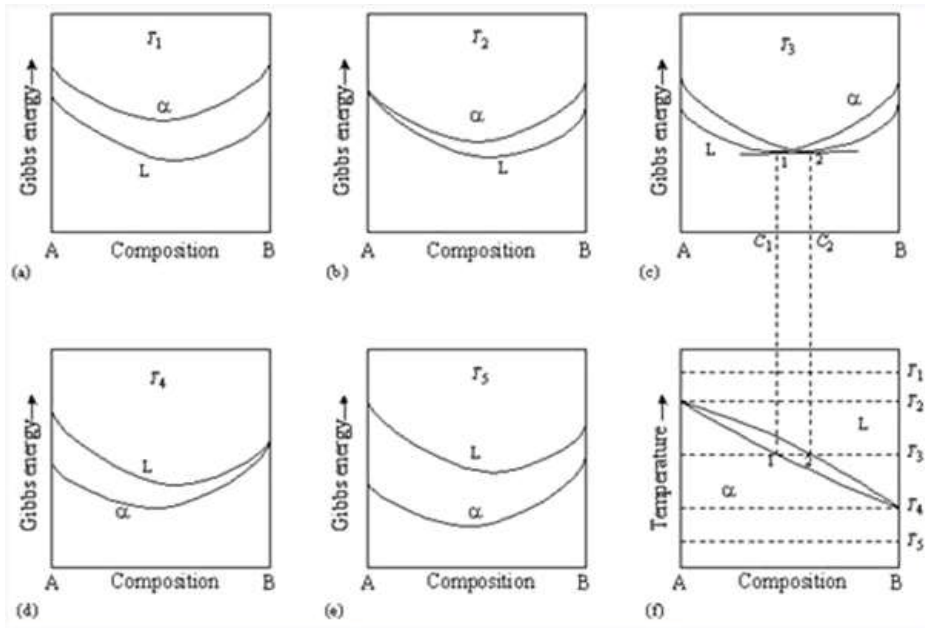 T₁
α
L
Gibbs energy→
A Composition B
(a)
T₂
α
L
Gibbs energy→
A Composition B
(b)
T₃
α
L
1 2
Gibbs energy→
A C₁ C₂ B
(c)
T₄
L
α
Gibbs energy→
A Composition B
(d)
T₅
L
α
Gibbs energy→
A Composition B
(e)
T₁
T₂
L
T₃
1 2
α
T₄
T₅
Temperature→
A Composition B
(f)